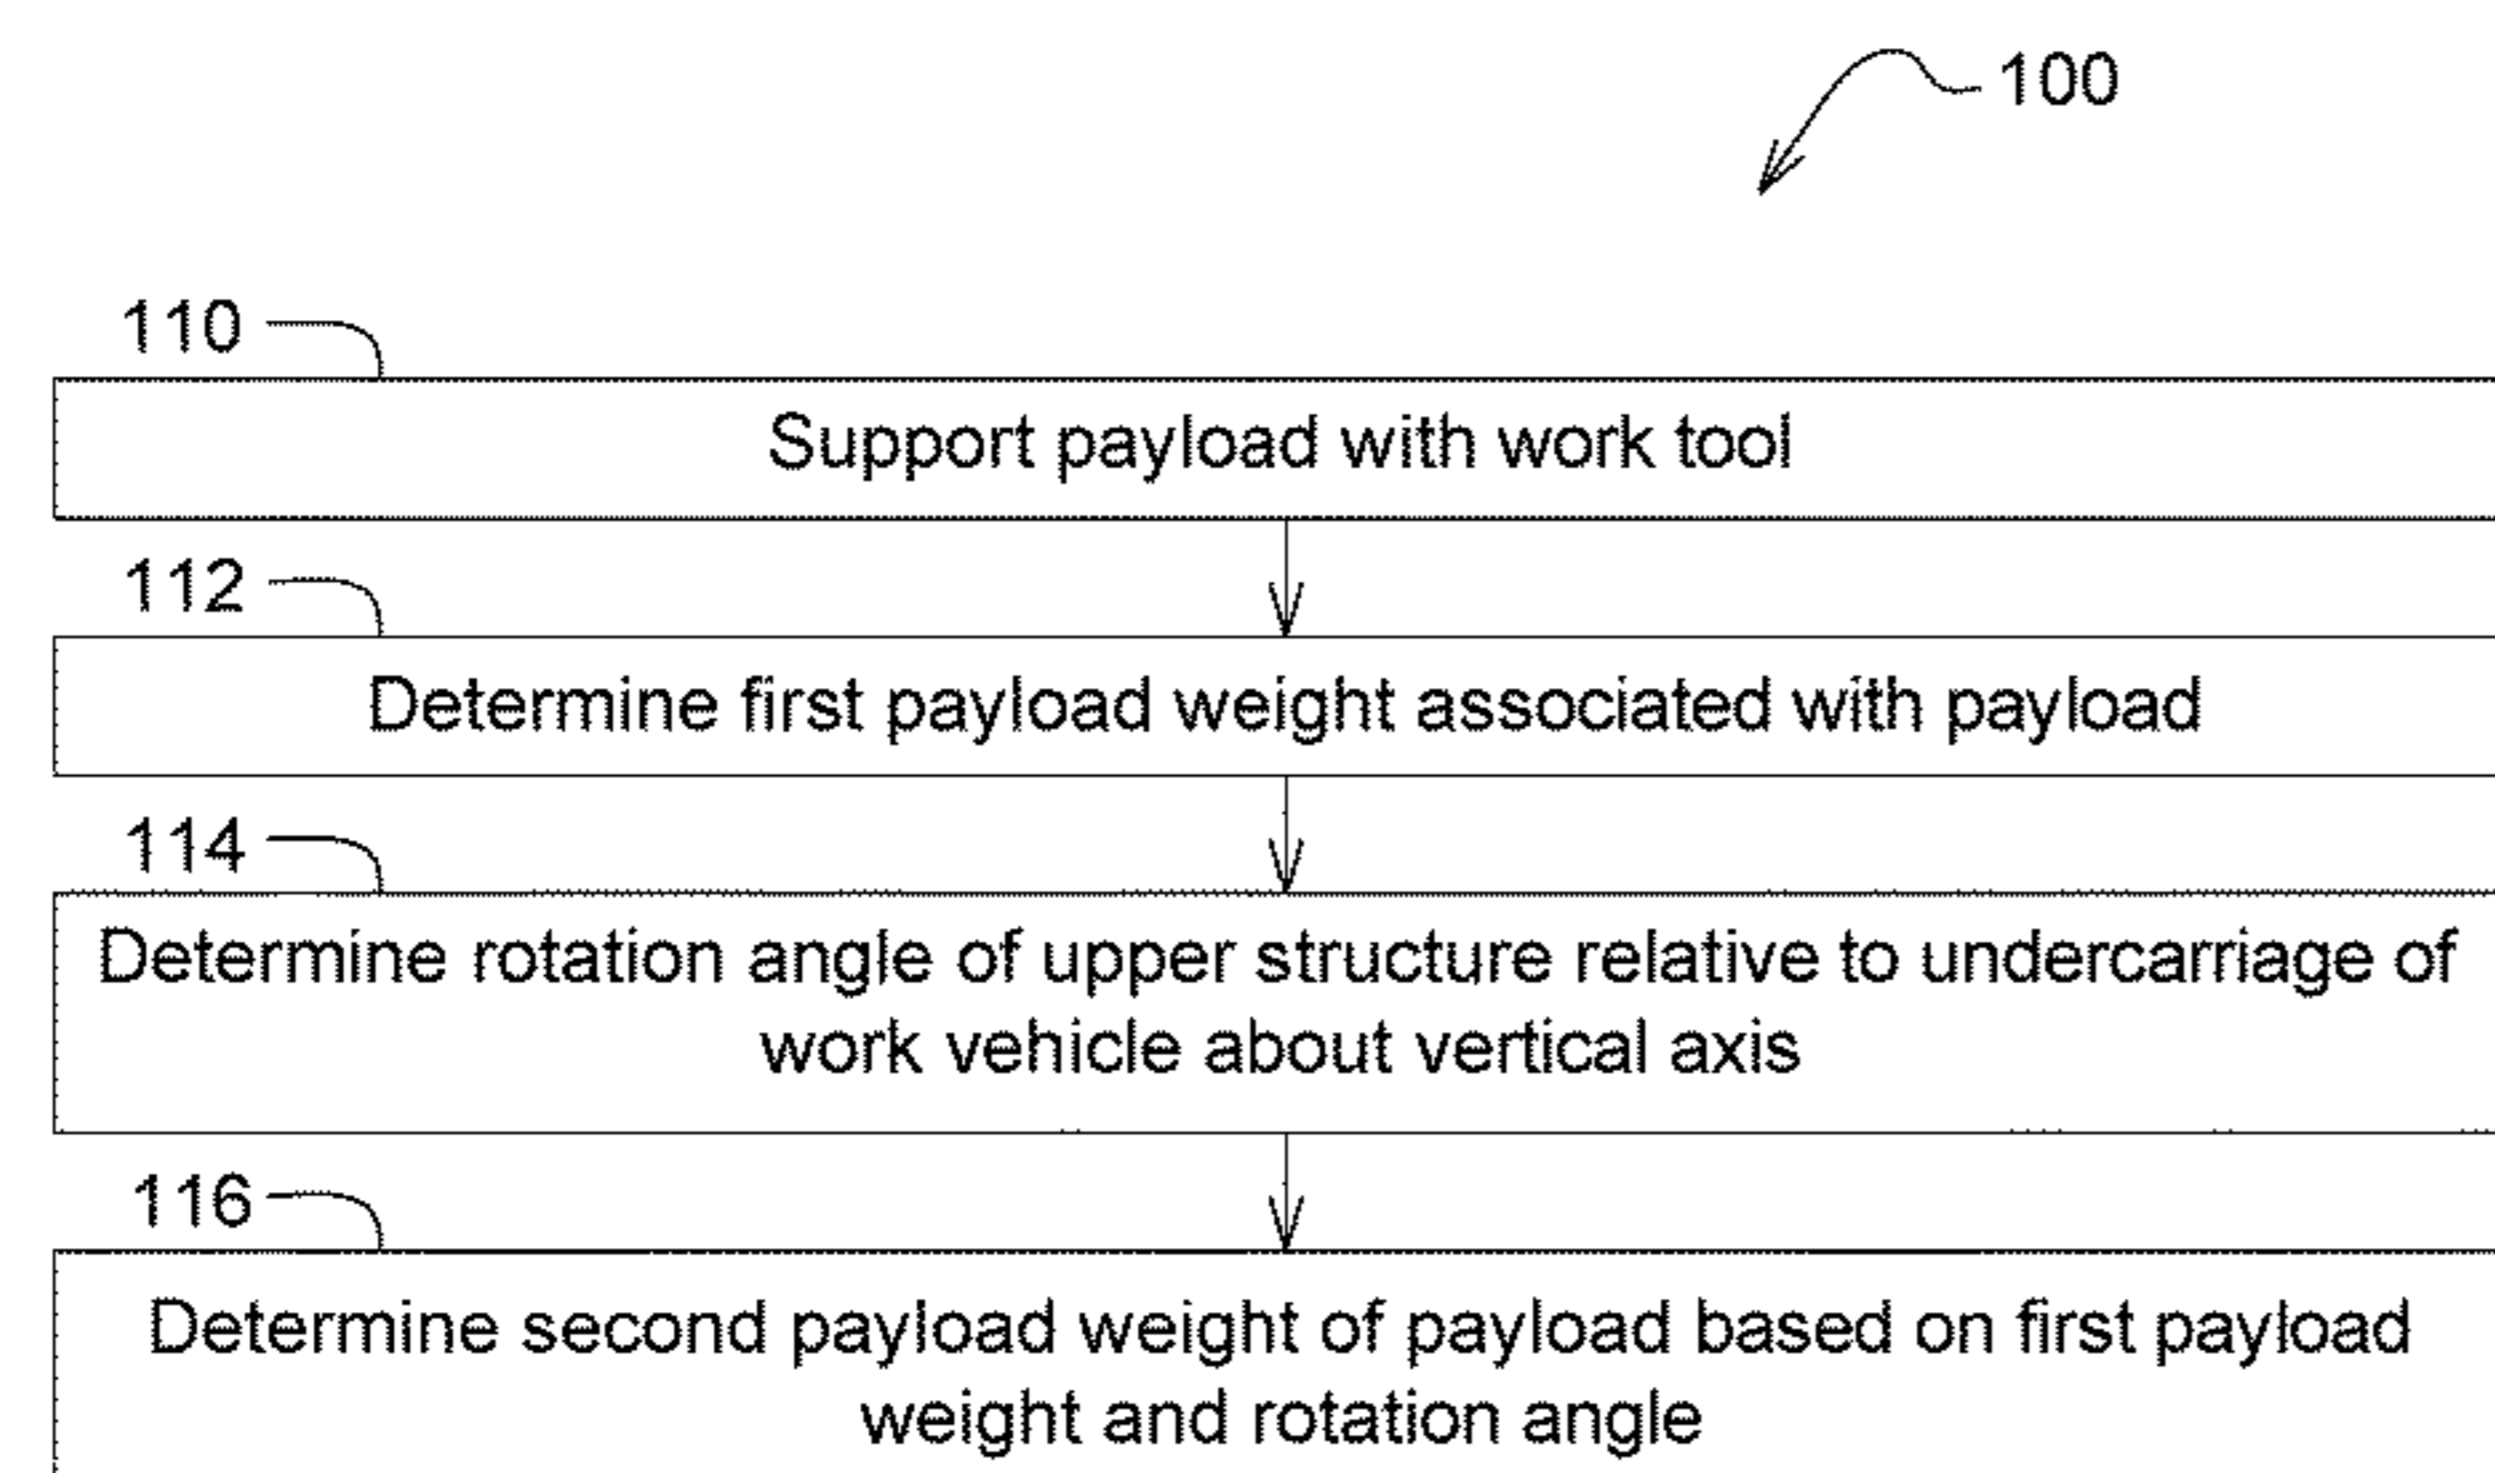 100
110
Support payload with work tool
112
Determine first payload weight associated with payload
114
Determine rotation angle of upper structure relative to undercarriage of
work vehicle about vertical axis
116
Determine second payload weight of payload based on first payload
weight and rotation angle